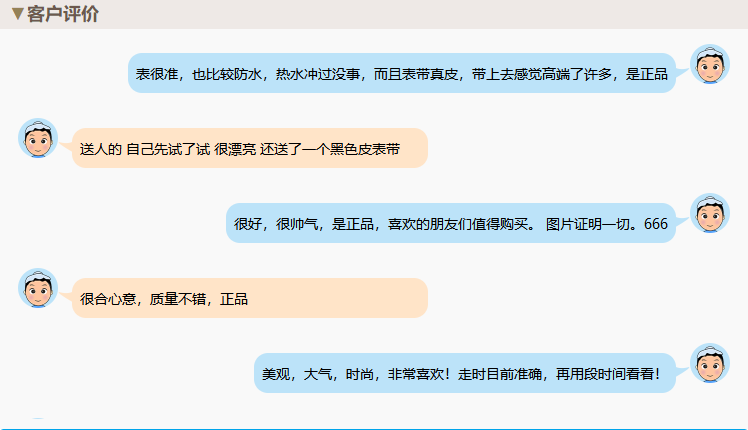 ▼客户评价
表很准，也比较防水，热水冲过没事，而且表带真皮，带上去感觉高端了许多，是正品
送人的 自己先试了试 很漂亮 还送了一个黑色皮表带
很好，很帅气，是正品，喜欢的朋友们值得购买。 图片证明一切。666
很合心意，质量不错，正品
美观，大气，时尚，非常喜欢！走时目前准确，再用段时间看看！